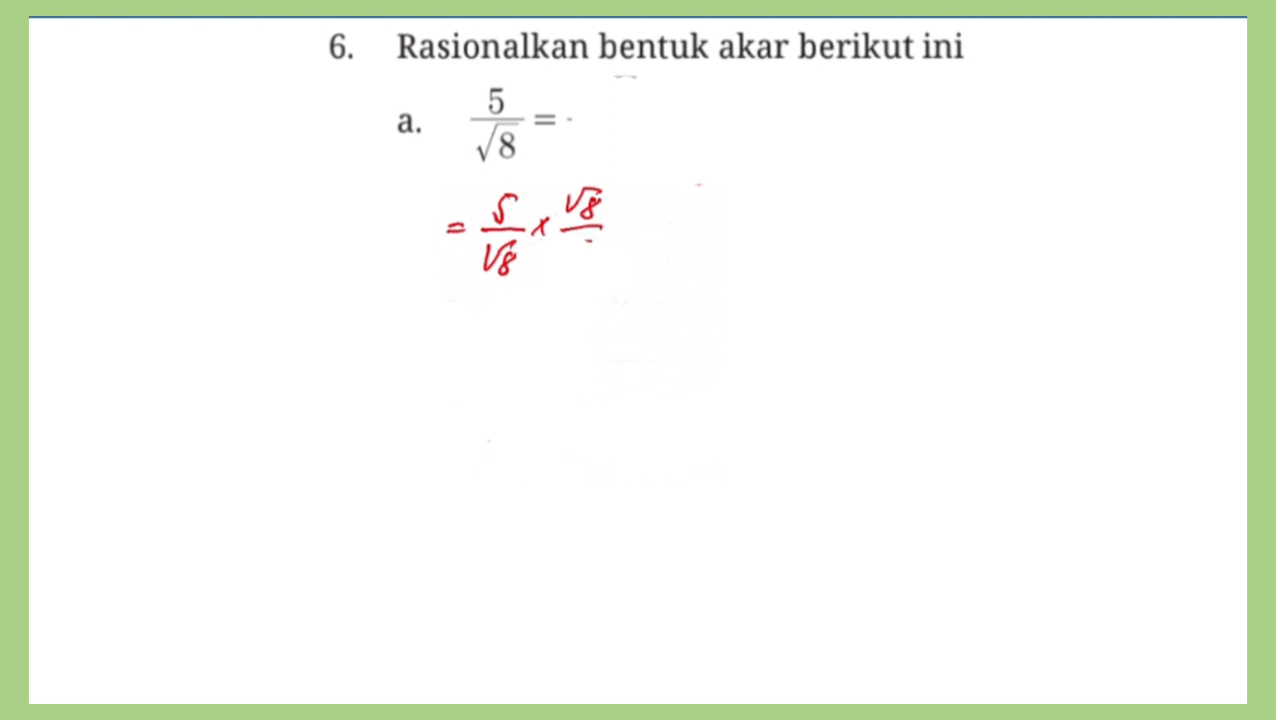 6. Rasionalkan bentuk akar berikut ini
a. 5/√8 =
= 5/√8 × √8/